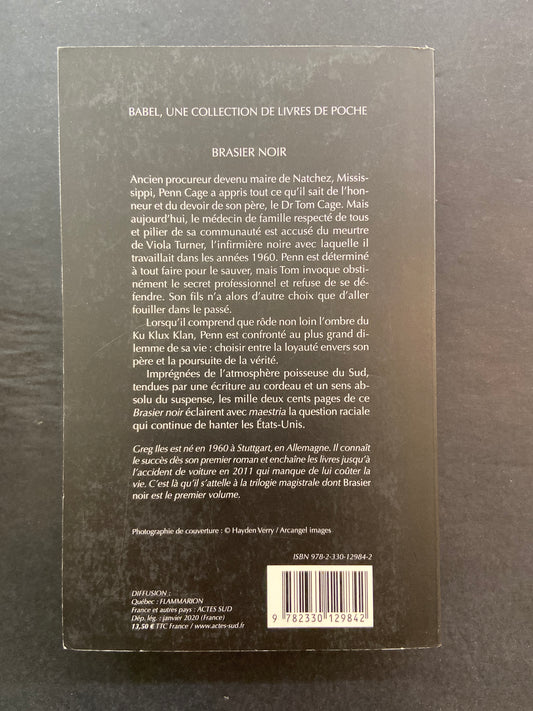 BABEL, UNE COLLECTION DE LIVRES DE POCHE
BRASIER NOIR
Ancien procureur devenu maire de Natchez, Missis-
sippi, Penn Cage a appris tout ce qu'il sait de l'hon-
neur et du devoir de son père, le Dr Tom Cage. Mais
aujourd'hui, le médecin de famille respecté de tous
et pilier de sa communauté est accusé du meurtre
de Viola Turner, l'infirmière noire avec laquelle il
travaillait dans les années 1960. Penn est déterminé
à tout faire pour le sauver, mais Tom invoque obsti-
nément le secret professionnel et refuse de se dé-
fendre. Son fils n'a alors d'autre choix que d'aller
fouiller dans le passé.
Lorsqu'il comprend que rôde non loin l'ombre du
Ku Klux Klan, Penn est confronté au plus grand di-
lemme de sa vie : choisir entre la loyauté envers son
père et la poursuite de la vérité.
Imprégnées de l'atmosphère poisseuse du Sud,
tendues par une écriture au cordeau et un sens ab-
solu du suspense, les mille deux cents pages de ce
Brasier noir éclairent avec maestria la question raciale
qui continue de hanter les États-Unis.
Greg Iles est né en 1960 à Stuttgart, en Allemagne. Il connaît
le succès dès son premier roman et enchaîne les livres jusqu'à
l'accident de voiture en 2011 qui manque de lui coûter la
vie. C'est là qu'il s'attelle à la trilogie magistrale dont Brasier
noir est le premier volume.
Photographie de couverture : © Hayden Verry / Arcangel images
ISBN 978-2-330-12984-2
DIFFUSION :
Québec : FLAMMARION
France et autres pays : ACTES SUD
Dép. lég. : janvier 2020 (France)
13,50 € TTC France / www.actes-sud.fr
9 782330 129842